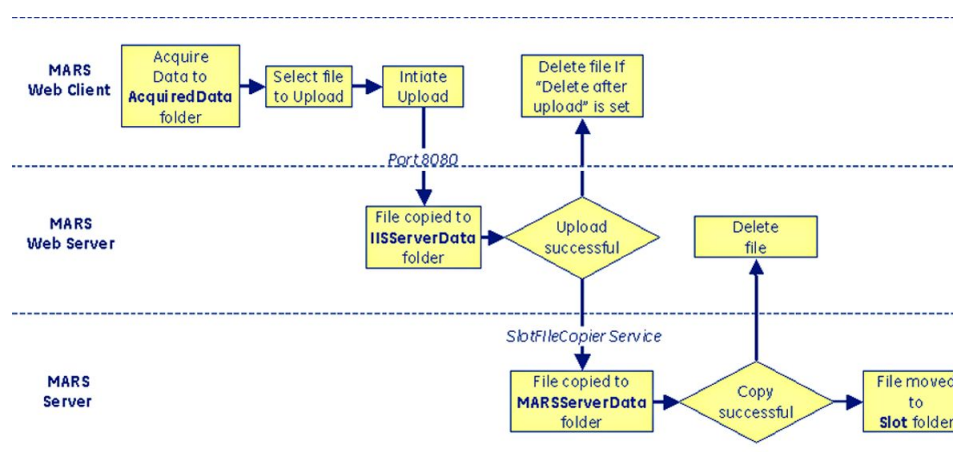 MARS
Web Client
Acquire
Data to
AcquiredData
folder
Select file
to Upload
Intiate
Upload
Delete file If
“Delete after
upload” is set
Port 8080
MARS
Web Server
File copied to
IISServerData
folder
Upload
successful
Delete
file
SlotFIleCopier Service
MARS
Server
File copied to
MARSServerData
folder
Copy
successful
File moved
to
Slot folder